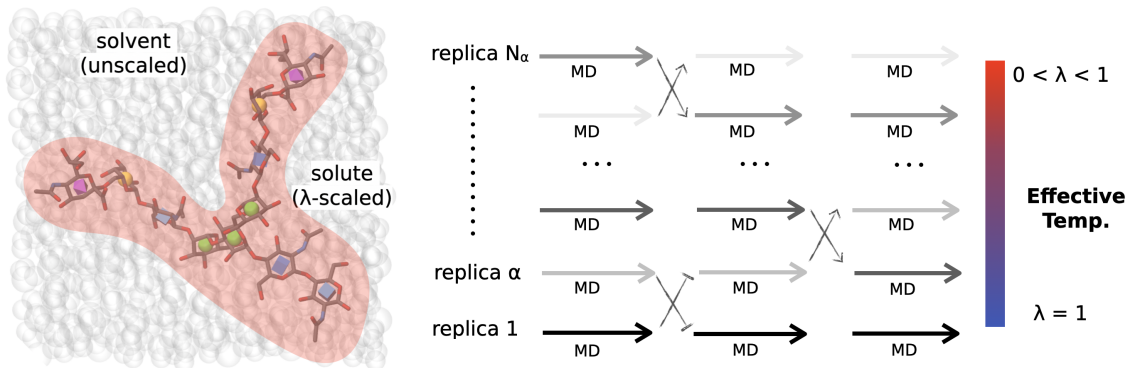 solvent
(unscaled)
solute
(λ-scaled)
replica Nα
MD MD MD
MD MD MD
... ... ...
MD MD MD
replica α
MD MD MD
replica 1
MD MD MD
0 < λ < 1
Effective
Temp.
λ = 1